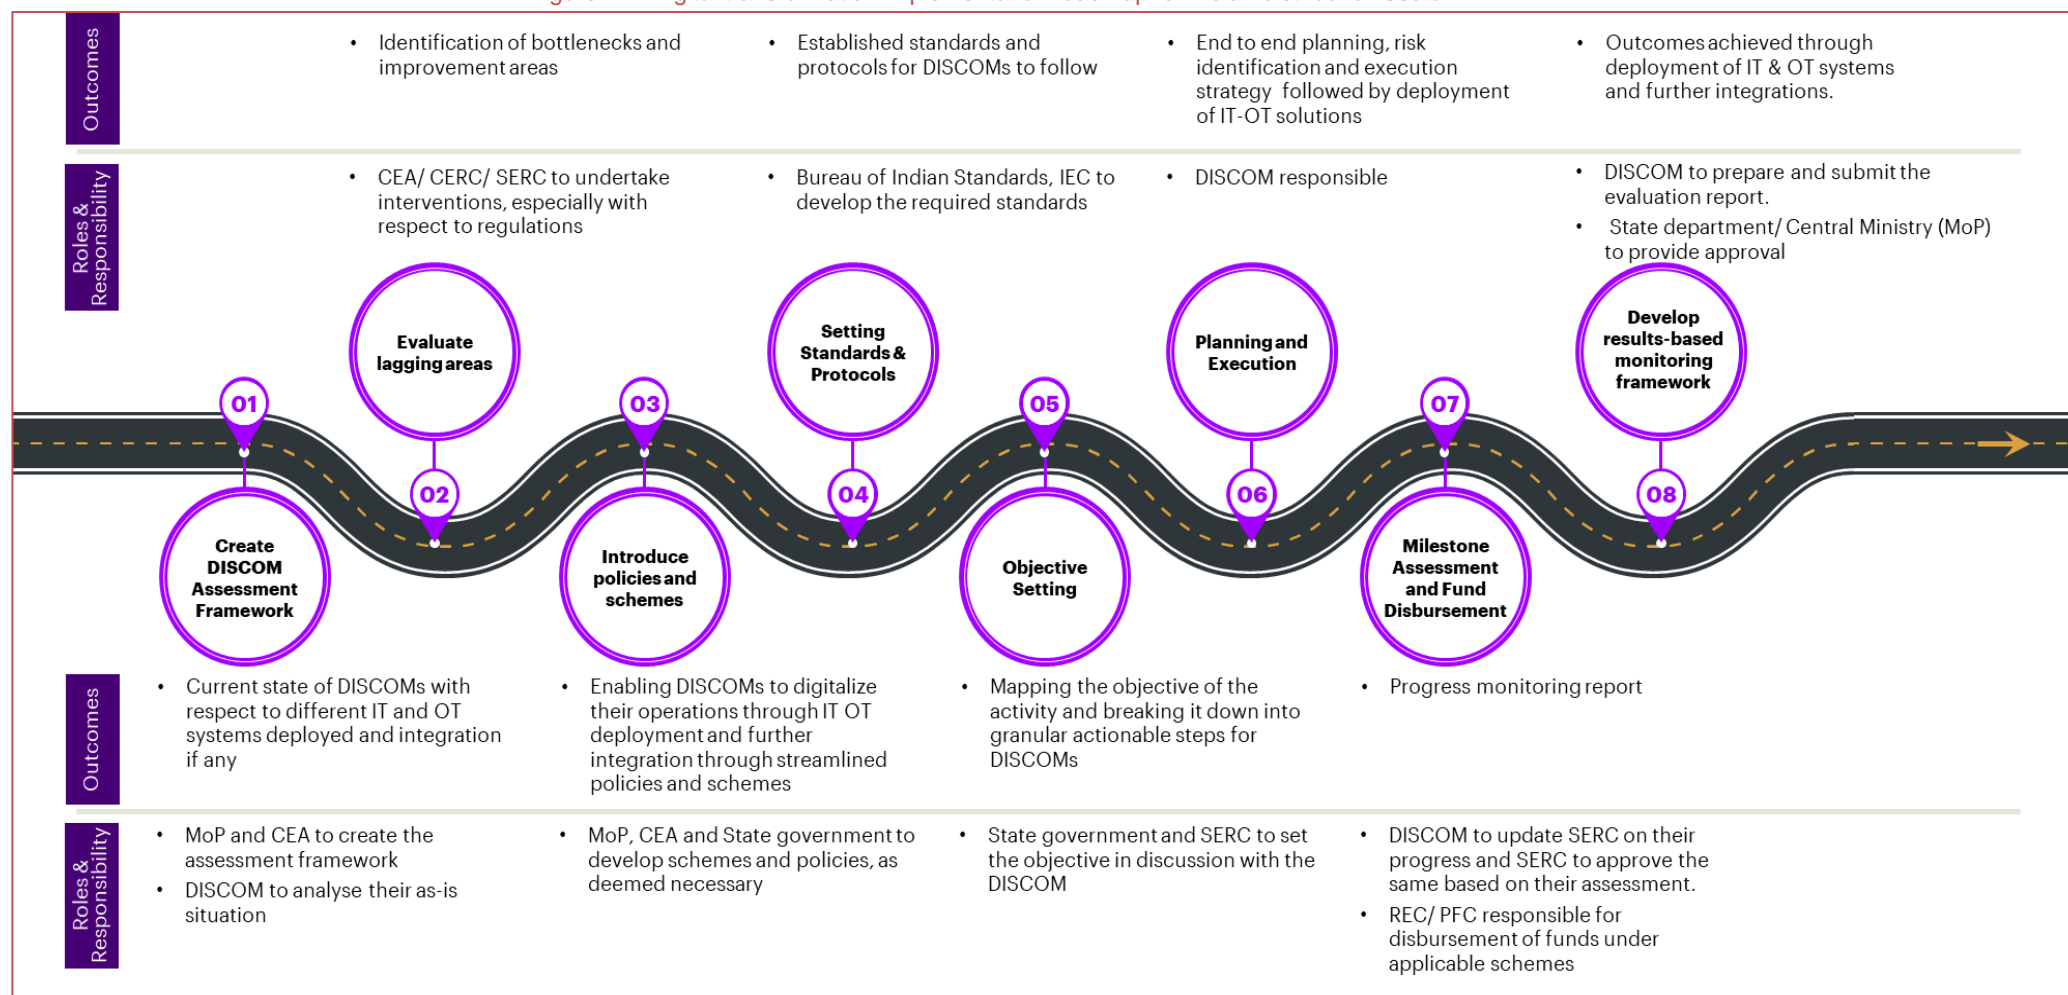 Outcomes
• Identification of bottlenecks and
improvement areas
• Established standards and
protocols for DISCOMs to follow
• End to end planning, risk
identification and execution
strategy followed by deployment
of IT-OT solutions
• Outcomes achieved through
deployment of IT & OT systems
and further integrations.
Roles &
Responsibility
• CEA/ CERC/ SERC to undertake
interventions, especially with
respect to regulations
• Bureau of Indian Standards, IEC to
develop the required standards
• DISCOM responsible
• DISCOM to prepare and submit the
evaluation report.
• State department/ Central Ministry (MoP)
to provide approval
Evaluate
lagging areas
Setting
Standards &
Protocols
Planning and
Execution
Develop
results-based
monitoring
framework
01
02
03
04
05
06
07
08
Create
DISCOM
Assessment
Framework
Introduce
policies and
schemes
Objective
Setting
Milestone
Assessment
and Fund
Disbursement
Outcomes
• Current state of DISCOMs with
respect to different IT and OT
systems deployed and integration
if any
• Enabling DISCOMs to digitalize
their operations through IT OT
deployment and further
integration through streamlined
policies and schemes
• Mapping the objective of the
activity and breaking it down into
granular actionable steps for
DISCOMs
• Progress monitoring report
Roles &
Responsibility
• MoP and CEA to create the
assessment framework
• DISCOM to analyse their as-is
situation
• MoP, CEA and State government to
develop schemes and policies, as
deemed necessary
• State government and SERC to set
the objective in discussion with the
DISCOM
• DISCOM to update SERC on their
progress and SERC to approve the
same based on their assessment.
• REC/ PFC responsible for
disbursement of funds under
applicable schemes